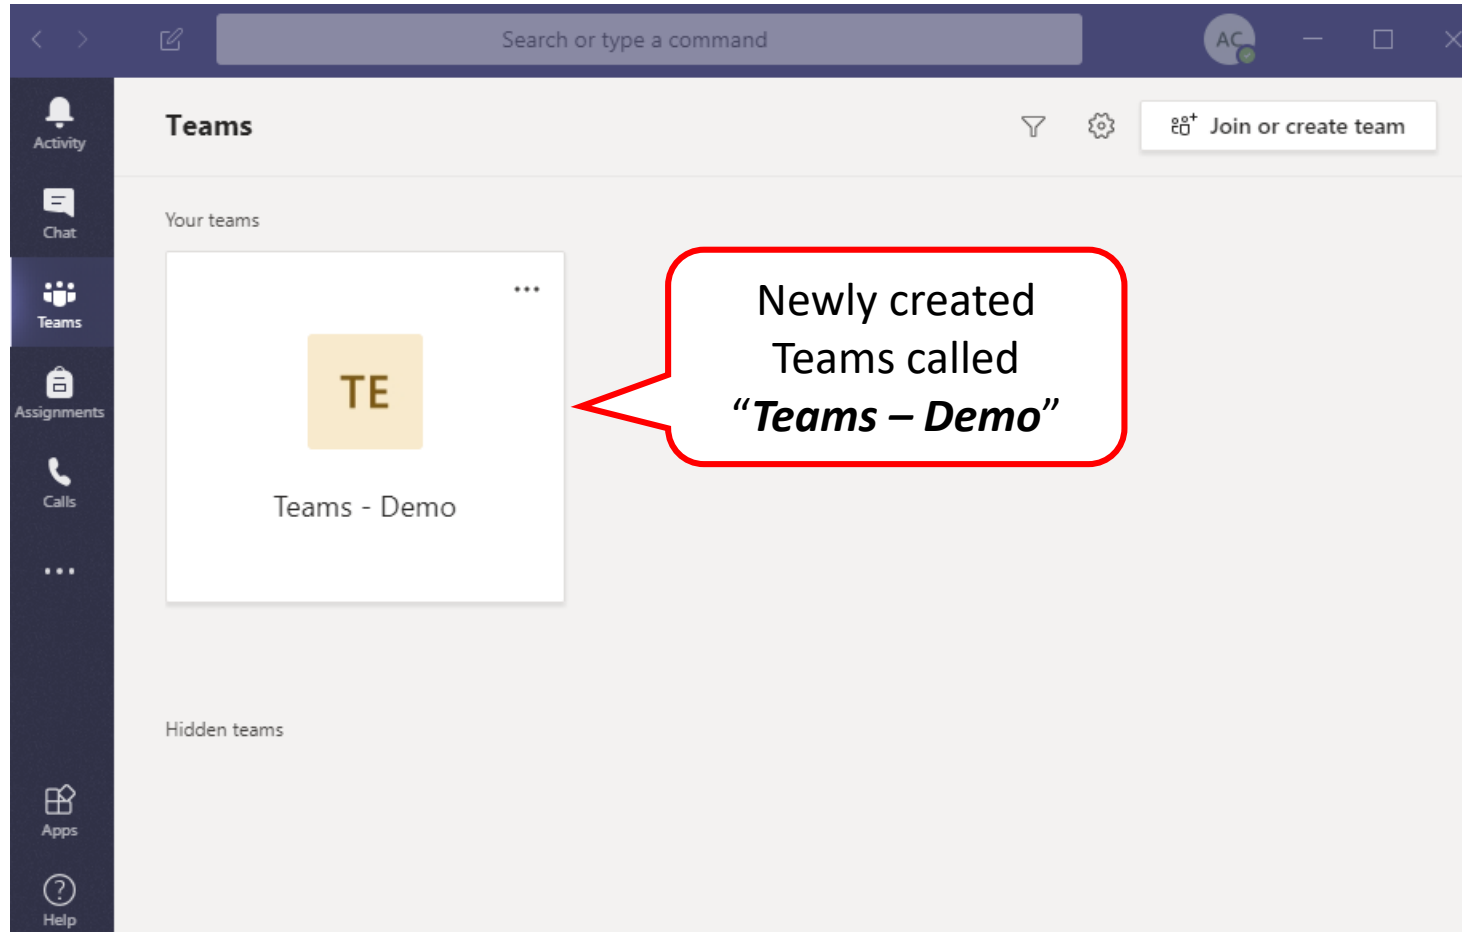 Search or type a command
AC
Activity
Chat
Teams
Assignments
Calls
Apps
Help
Teams
Join or create team
Your teams
TE
Teams - Demo
Newly created
Teams called
“Teams – Demo”
Hidden teams